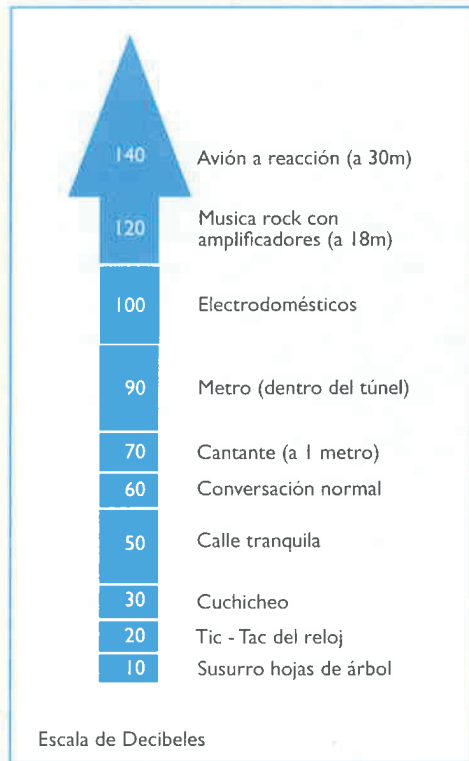 140 Avión a reacción (a 30m)
120 Musica rock con
amplificadores (a 18m)
100 Electrodomésticos
90 Metro (dentro del túnel)
70 Cantante (a 1 metro)
60 Conversación normal
50 Calle tranquila
30 Cuchicheo
20 Tic - Tac del reloj
10 Susurro hojas de árbol
Escala de Decibeles